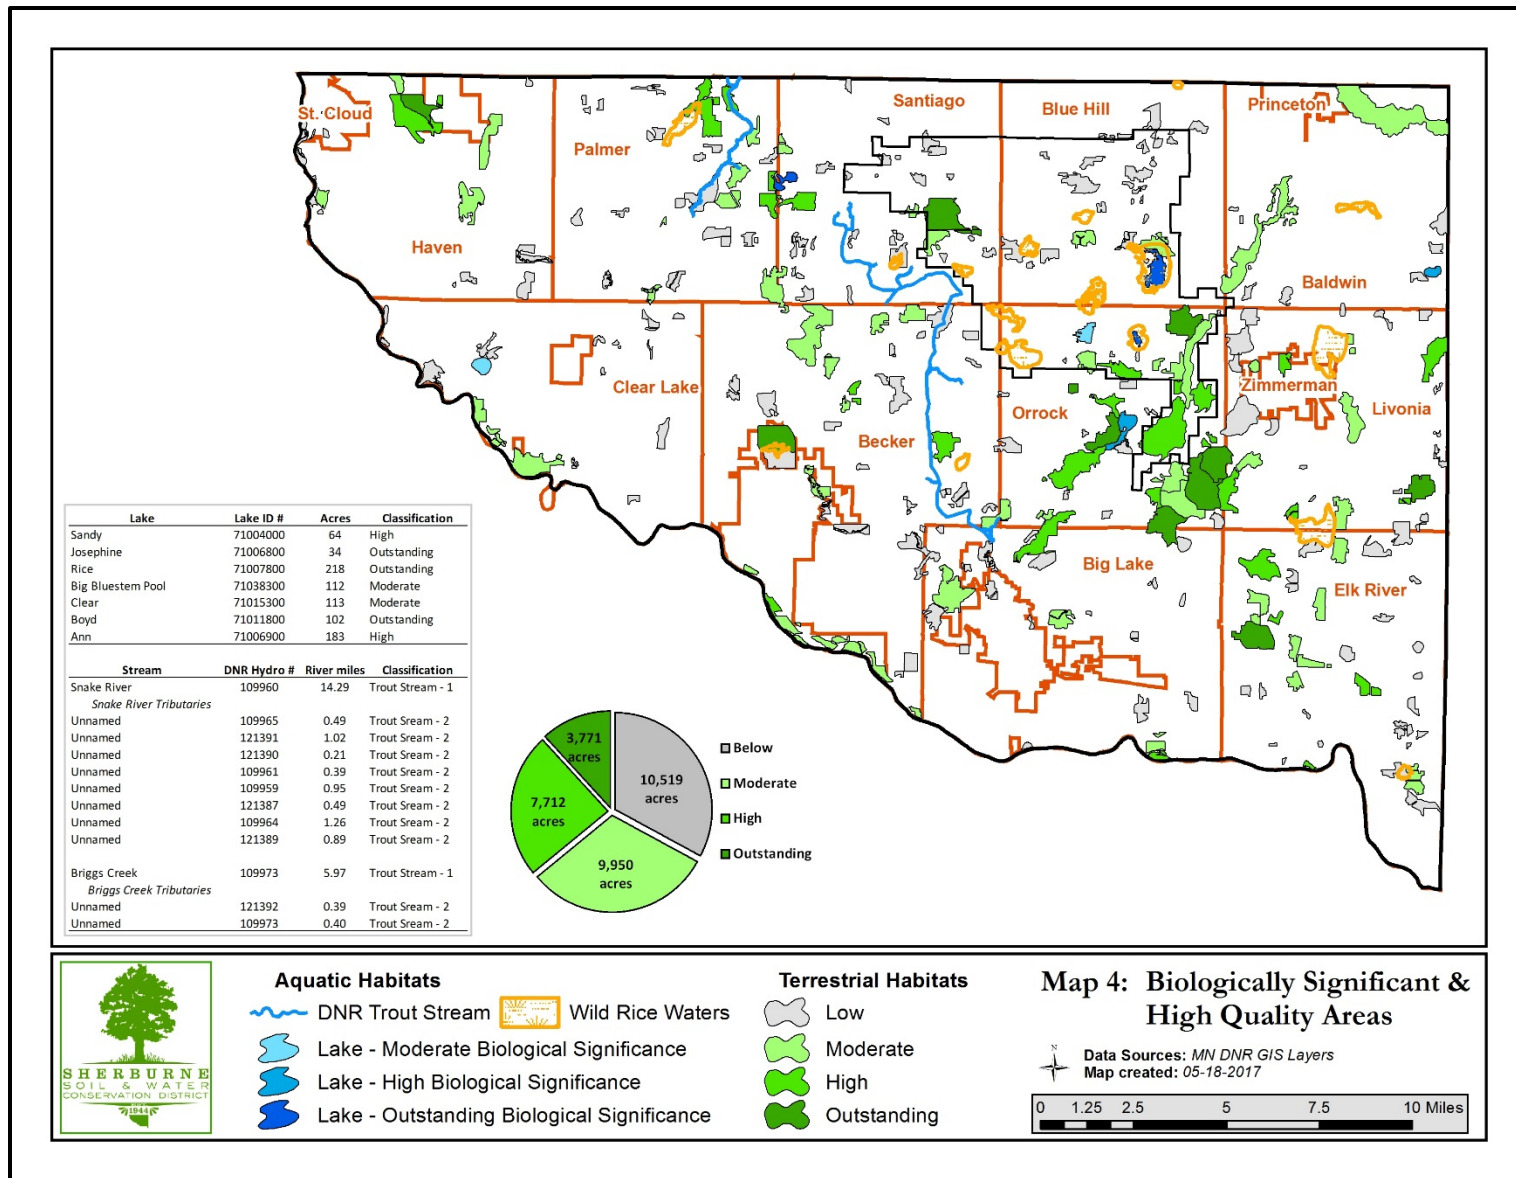 St. Cloud
Palmer
Santiago
Blue Hill
Princeton
Haven
Baldwin
Clear Lake
Becker
Orrock
Zimmerman
Livonia
Big Lake
Elk River
Lake Lake ID # Acres Classification
Sandy 71004000 64 High
Josephine 71006800 34 Outstanding
Rice 71007800 218 Outstanding
Big Bluestem Pool 71038300 112 Moderate
Clear 71015300 113 Moderate
Boyd 71011800 102 Outstanding
Ann 71006900 183 High
Stream DNR Hydro # River miles Classification
Snake River 109960 14.29 Trout Stream - 1
Snake River Tributaries
Unnamed 109965 0.49 Trout Sream - 2
Unnamed 121391 1.02 Trout Sream - 2
Unnamed 121390 0.21 Trout Sream - 2
Unnamed 109961 0.39 Trout Sream - 2
Unnamed 109959 0.95 Trout Sream - 2
Unnamed 121387 0.49 Trout Sream - 2
Unnamed 109964 1.26 Trout Sream - 2
Unnamed 121389 0.89 Trout Sream - 2
Briggs Creek 109973 5.97 Trout Stream - 1
Briggs Creek Tributaries
Unnamed 121392 0.39 Trout Sream - 2
Unnamed 109973 0.40 Trout Sream - 2
3,771
acres
10,519
acres
7,712
acres
9,950
acres
Below
Moderate
High
Outstanding
SHERBURNE
SOIL & WATER
CONSERVATION DISTRICT
1944
Aquatic Habitats
DNR Trout Stream
Wild Rice Waters
Lake - Moderate Biological Significance
Lake - High Biological Significance
Lake - Outstanding Biological Significance
Terrestrial Habitats
Low
Moderate
High
Outstanding
Map 4: Biologically Significant &
High Quality Areas
N
Data Sources: MN DNR GIS Layers
Map created: 05-18-2017
0 1.25 2.5 5 7.5 10 Miles